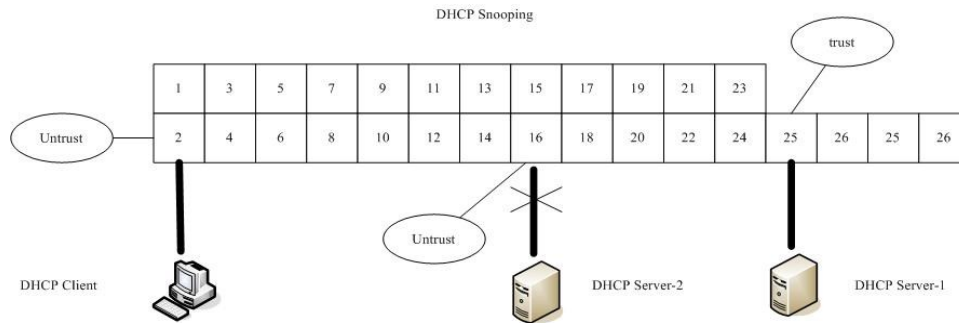 DHCP Snooping
trust
1 3 5 7 9 11 13 15 17 19 21 23
Untrust
2 4 6 8 10 12 14 16 18 20 22 24 25 26 25 26
Untrust
DHCP Client
DHCP Server-2
DHCP Server-1